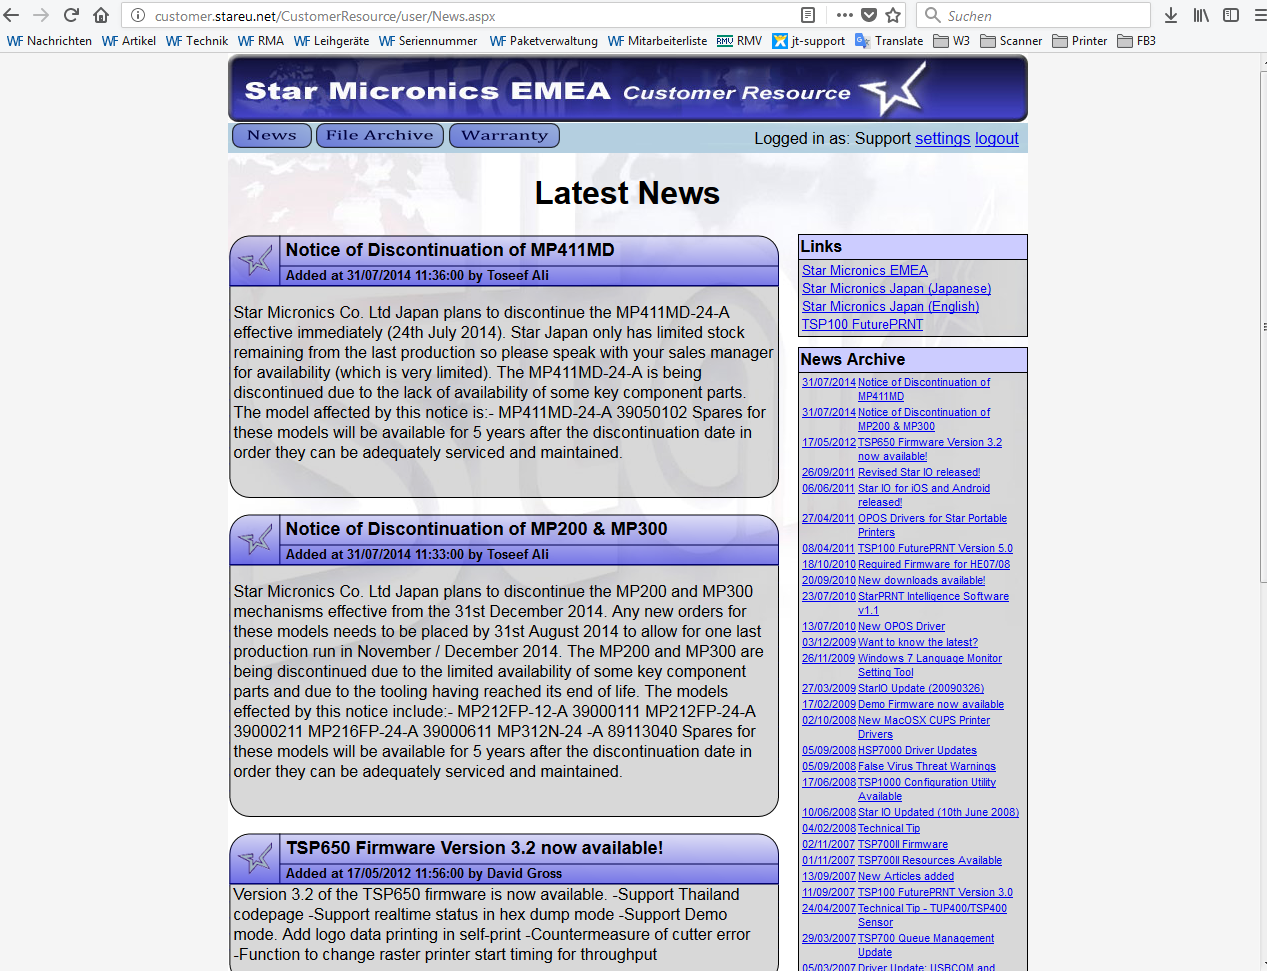 customer.stareu.net/CustomerResource/user/News.aspx
Suchen
WF Nachrichten WF Artikel WF Technik WF RMA WF Leihgeräte WF Seriennummer WF Paketverwaltung WF Mitarbeiterliste RMV RMV jt-support Translate W3 Scanner Printer FB3
Star Micronics EMEA Customer Resource
News File Archive Warranty
Logged in as: Support settings logout
Latest News
Notice of Discontinuation of MP411MD
Added at 31/07/2014 11:36:00 by Toseef Ali
Star Micronics Co. Ltd Japan plans to discontinue the MP411MD-24-A
effective immediately (24th July 2014). Star Japan only has limited stock
remaining from the last production so please speak with your sales manager
for availability (which is very limited). The MP411MD-24-A is being
discontinued due to the lack of availability of some key component parts.
The model affected by this notice is:- MP411MD-24-A 39050102 Spares for
these models will be available for 5 years after the discontinuation date in
order they can be adequately serviced and maintained.
Notice of Discontinuation of MP200 & MP300
Added at 31/07/2014 11:33:00 by Toseef Ali
Star Micronics Co. Ltd Japan plans to discontinue the MP200 and MP300
mechanisms effective from the 31st December 2014. Any new orders for
these models needs to be placed by 31st August 2014 to allow for one last
production run in November / December 2014. The MP200 and MP300 are
being discontinued due to the limited availability of some key component
parts and due to the tooling having reached its end of life. The models
effected by this notice include:- MP212FP-12-A 39000111 MP212FP-24-A
39000211 MP216FP-24-A 39000611 MP312N-24 -A 89113040 Spares for
these models will be available for 5 years after the discontinuation date in
order they can be adequately serviced and maintained.
TSP650 Firmware Version 3.2 now available!
Added at 17/05/2012 11:56:00 by David Gross
Version 3.2 of the TSP650 firmware is now available. -Support Thailand
codepage -Support realtime status in hex dump mode -Support Demo
mode. Add logo data printing in self-print -Countermeasure of cutter error
-Function to change raster printer start timing for throughput
Links
Star Micronics EMEA
Star Micronics Japan (Japanese)
Star Micronics Japan (English)
TSP100 FuturePRNT
News Archive
31/07/2014 Notice of Discontinuation of
MP411MD
31/07/2014 Notice of Discontinuation of
MP200 & MP300
17/05/2012 TSP650 Firmware Version 3.2
now available!
26/09/2011 Revised Star IO released!
06/06/2011 Star IO for iOS and Android
released!
27/04/2011 OPOS Drivers for Star Portable
Printers
08/04/2011 TSP100 FuturePRNT Version 5.0
18/10/2010 Required Firmware for HE07/08
20/09/2010 New downloads available!
23/07/2010 StarPRNT Intelligence Software
v1.1
13/07/2010 New OPOS Driver
03/12/2009 Want to know the latest?
26/11/2009 Windows 7 Language Monitor
Setting Tool
27/03/2009 StarIO Update (20090326)
17/02/2009 Demo Firmware now available
02/10/2008 New MacOSX CUPS Printer
Drivers
05/09/2008 HSP7000 Driver Updates
05/09/2008 False Virus Threat Warnings
17/06/2008 TSP1000 Configuration Utility
Available
10/06/2008 Star IO Updated (10th June 2008)
04/02/2008 Technical Tip
02/11/2007 TSP700II Firmware
01/11/2007 TSP700II Resources Available
13/09/2007 New Articles added
11/09/2007 TSP100 FuturePRNT Version 3.0
24/04/2007 Technical Tip - TUP400/TSP400
Sensor
29/03/2007 TSP700 Queue Management
Update
05/03/2007 Driver Update: USBCOM and